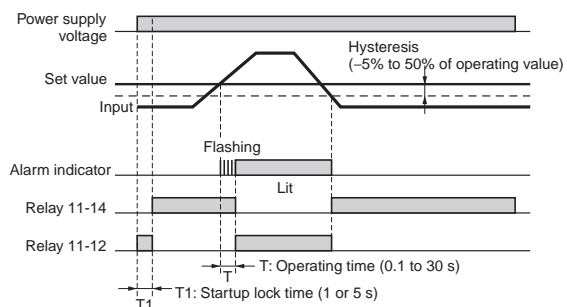 Power supply
voltage
Hysteresis
(–5% to 50% of operating value)
Set value
Input
Flashing
Alarm indicator
Lit
Relay 11-14
Relay 11-12
T
T: Operating time (0.1 to 30 s)
T1
T1: Startup lock time (1 or 5 s)